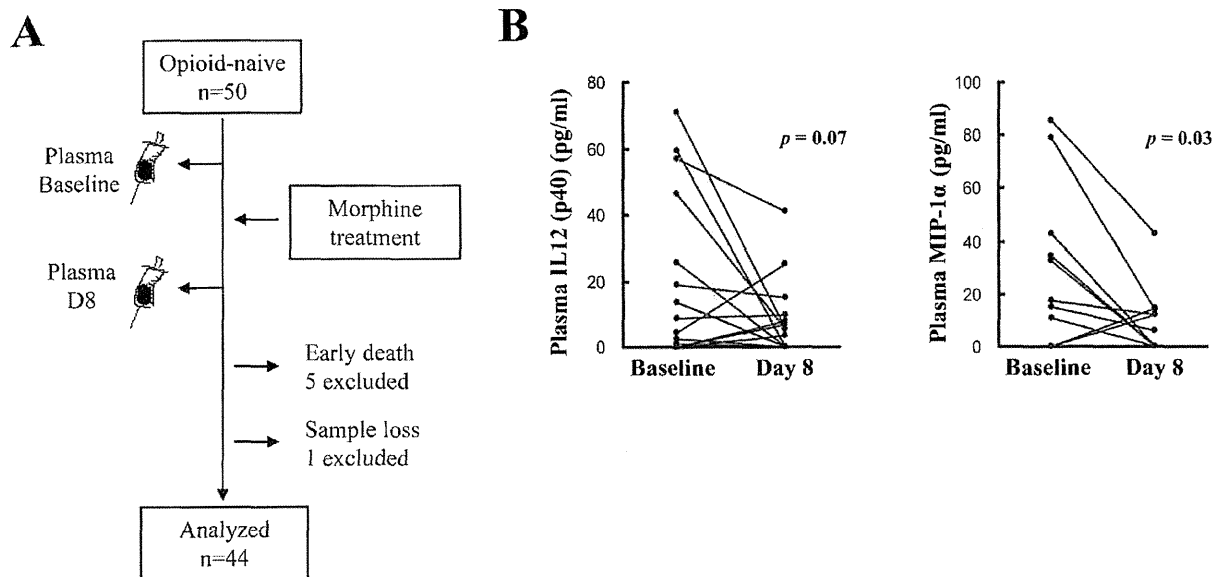 A
Opioid-naive
n=50
Plasma
Baseline
Morphine
treatment
Plasma
D8
Early death
5 excluded
Sample loss
1 excluded
Analyzed
n=44
B
Plasma IL12 (p40) (pg/ml)
80
60
40
20
0
p = 0.07
Baseline
Day 8
Plasma MIP-1α (pg/ml)
100
80
60
40
20
0
p = 0.03
Baseline
Day 8